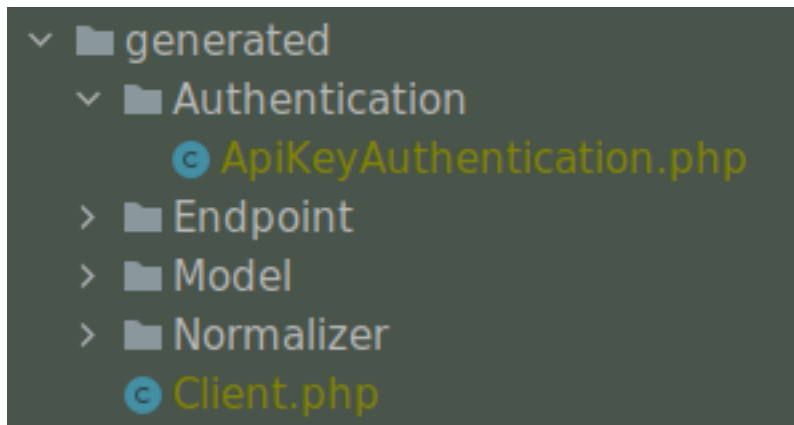 generated
Authentication
ApiKeyAuthentication.php
Endpoint
Model
Normalizer
Client.php